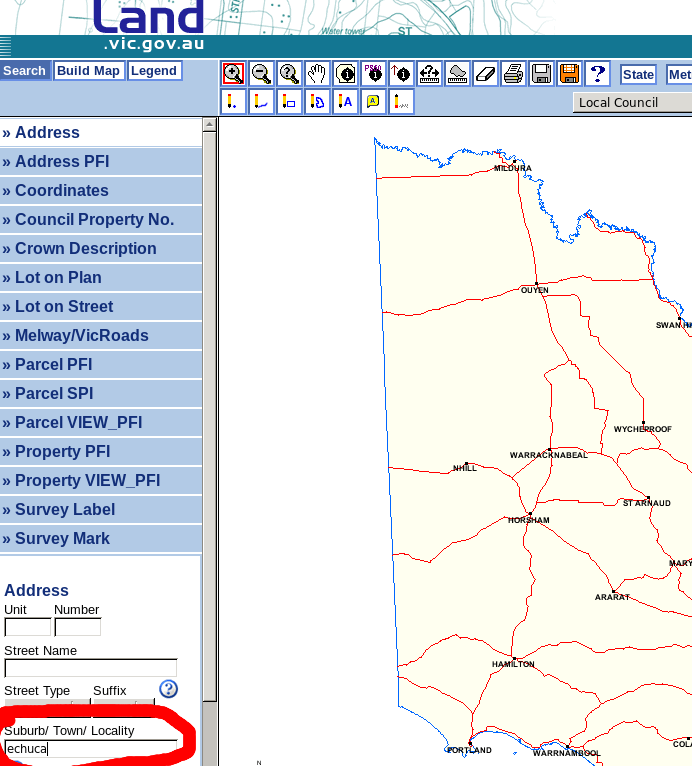 Land
.vic.gov.au
Water tower
ST
Search Build Map Legend
State
Met
Local Council
» Address
» Address PFI
» Coordinates
» Council Property No.
» Crown Description
» Lot on Plan
» Lot on Street
» Melway/VicRoads
» Parcel PFI
» Parcel SPI
» Parcel VIEW_PFI
» Property PFI
» Property VIEW_PFI
» Survey Label
» Survey Mark
Address
Unit Number
Street Name
Street Type Suffix
Suburb/ Town/ Locality
echuca
MILDURA
OUYEN
SWAN H
WYCHEPROOF
WARRACKNABEAL
NHILL
ST ARNAUD
HORSHAM
MARY
ARARAT
HAMILTON
PORTLAND
WARRNAMBOOL
COLA
N